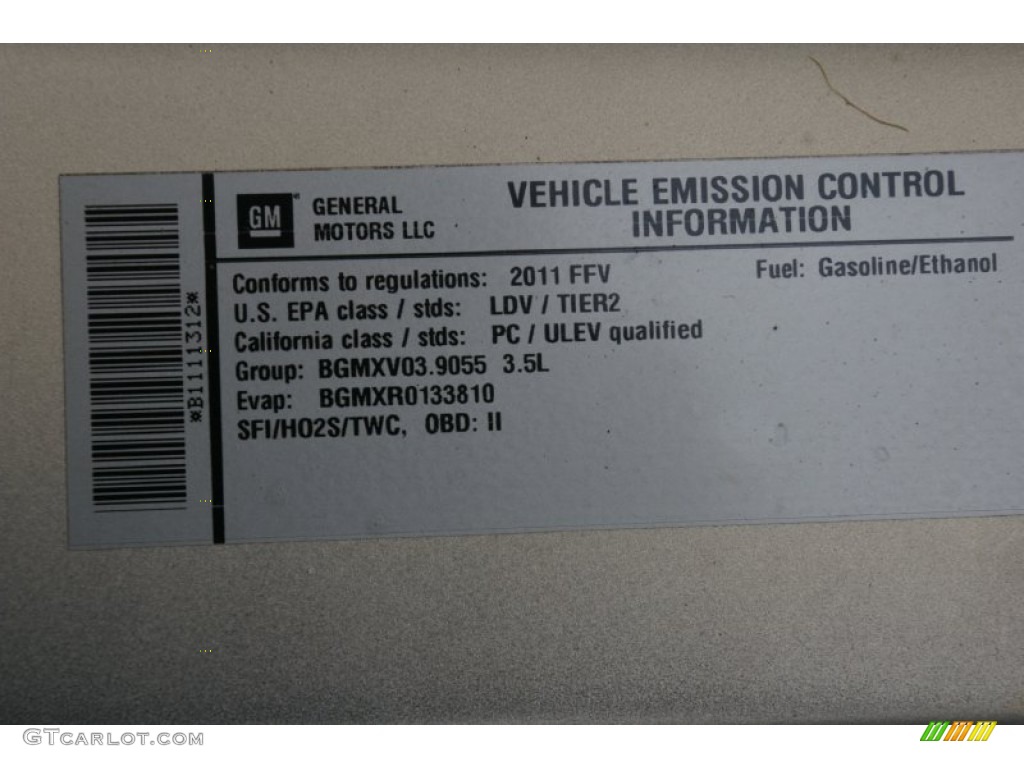 *B1111312*
GM
GENERAL
MOTORS LLC
VEHICLE EMISSION CONTROL
INFORMATION
Conforms to regulations: 2011 FFV
Fuel: Gasoline/Ethanol
U.S. EPA class / stds: LDV / TIER2
California class / stds: PC / ULEV qualified
Group: BGMXV03.9055 3.5L
Evap: BGMXR0133810
SFI/HO2S/TWC, OBD: II
GTCARLOT.COM